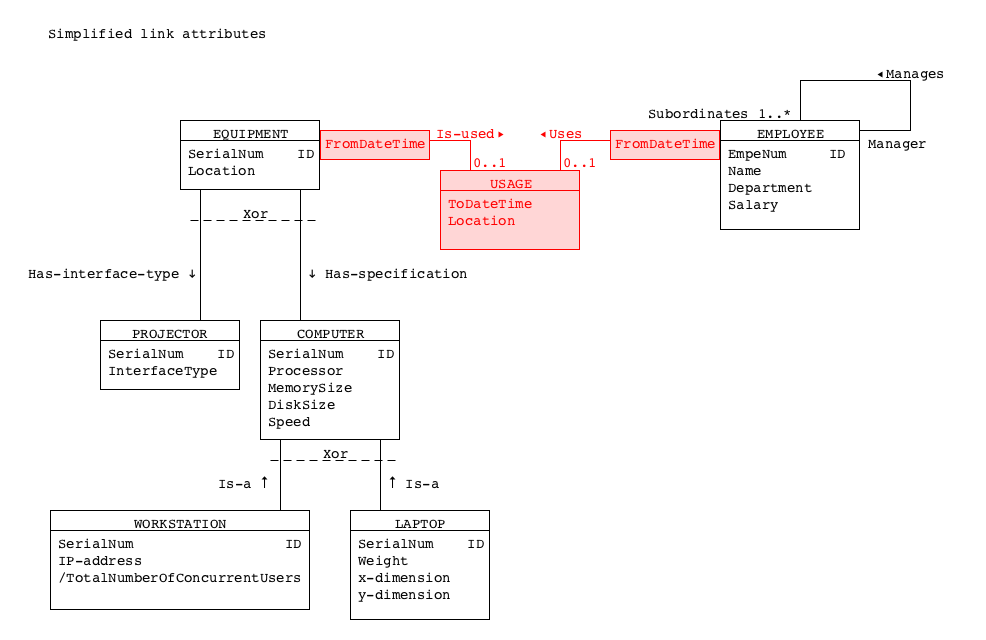 Simplified link attributes
◂Manages
Subordinates 1..*
EQUIPMENT
SerialNum ID
Location
FromDateTime
Is-used▸
0..1
◂Uses
0..1
FromDateTime
USAGE
ToDateTime
Location
EMPLOYEE
EmpeNum ID
Name
Department
Salary
Manager
Xor
Has-interface-type ↓
↓ Has-specification
PROJECTOR
SerialNum ID
InterfaceType
COMPUTER
SerialNum ID
Processor
MemorySize
DiskSize
Speed
Xor
Is-a ↑
↑ Is-a
WORKSTATION
SerialNum ID
IP-address
/TotalNumberOfConcurrentUsers
LAPTOP
SerialNum ID
Weight
x-dimension
y-dimension